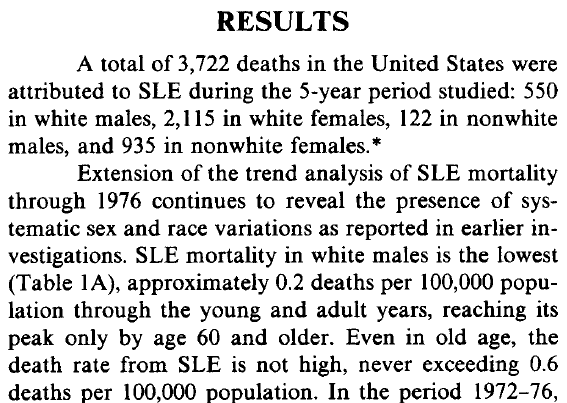 RESULTS
A total of 3,722 deaths in the United States were
attributed to SLE during the 5-year period studied: 550
in white males, 2,115 in white females, 122 in nonwhite
males, and 935 in nonwhite females.*
Extension of the trend analysis of SLE mortality
through 1976 continues to reveal the presence of sys-
tematic sex and race variations as reported in earlier in-
vestigations. SLE mortality in white males is the lowest
(Table 1A), approximately 0.2 deaths per 100,000 popu-
lation through the young and adult years, reaching its
peak only by age 60 and older. Even in old age, the
death rate from SLE is not high, never exceeding 0.6
deaths per 100,000 population. In the period 1972–76,